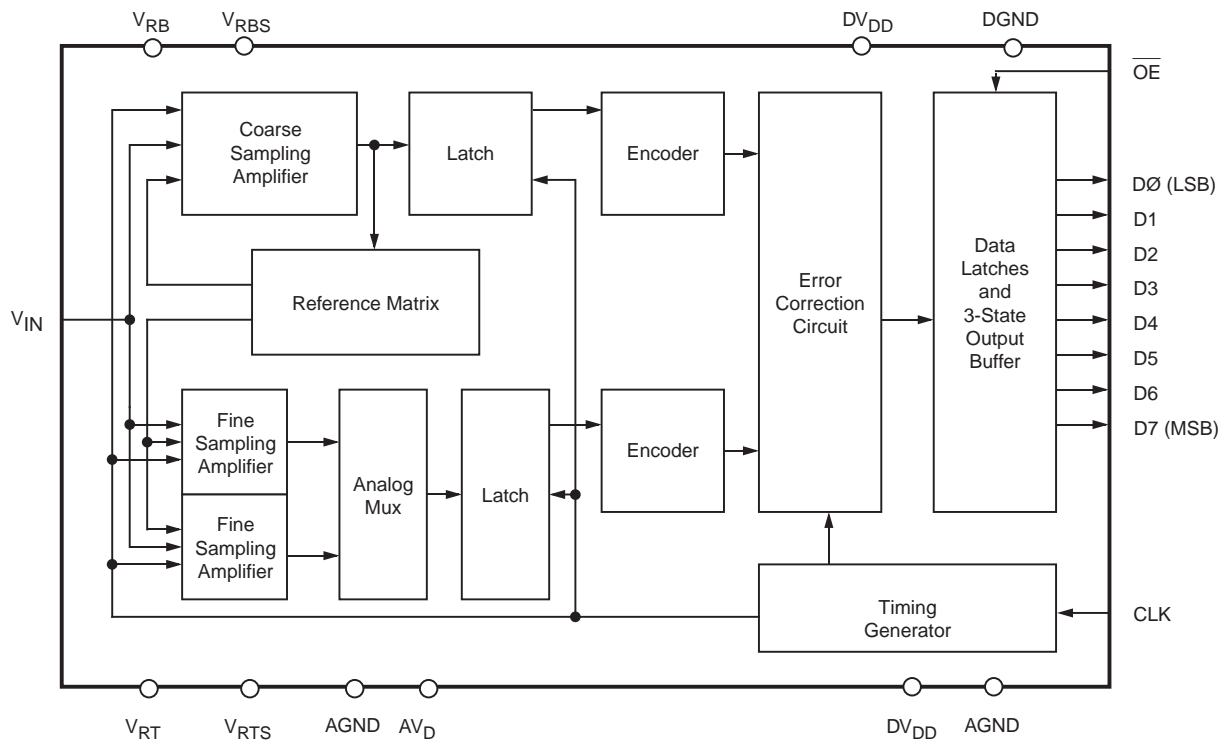 VRB
VRBS
DVDD
DGND
OE
Coarse
Sampling
Amplifier
Latch
Encoder
DØ (LSB)
D1
D2
D3
D4
D5
D6
D7 (MSB)
Data
Latches
and
3-State
Output
Buffer
Error
Correction
Circuit
Reference Matrix
VIN
Fine
Sampling
Amplifier
Fine
Sampling
Amplifier
Analog
Mux
Latch
Encoder
Timing
Generator
CLK
VRT
VRTS
AGND
AVD
DVDD
AGND